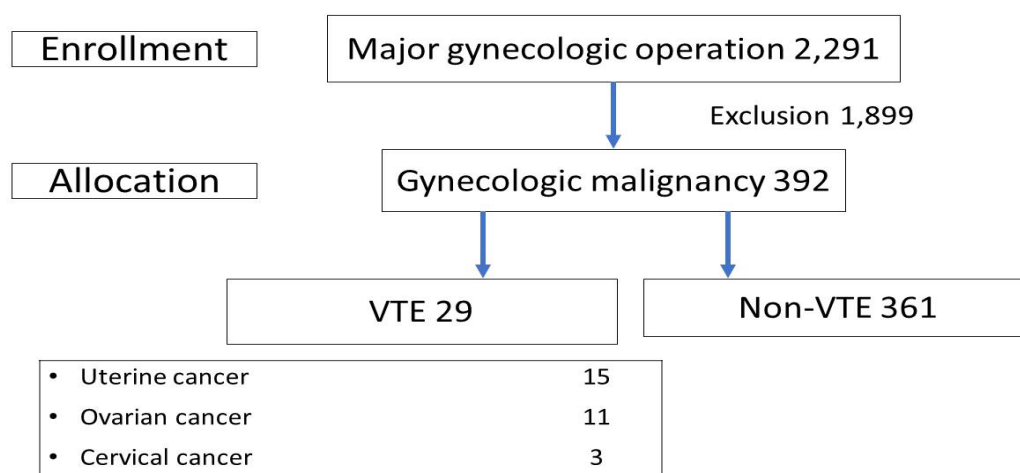 Enrollment
Major gynecologic operation 2,291
Exclusion 1,899
Allocation
Gynecologic malignancy 392
VTE 29
Non-VTE 361
• Uterine cancer 15
• Ovarian cancer 11
• Cervical cancer 3